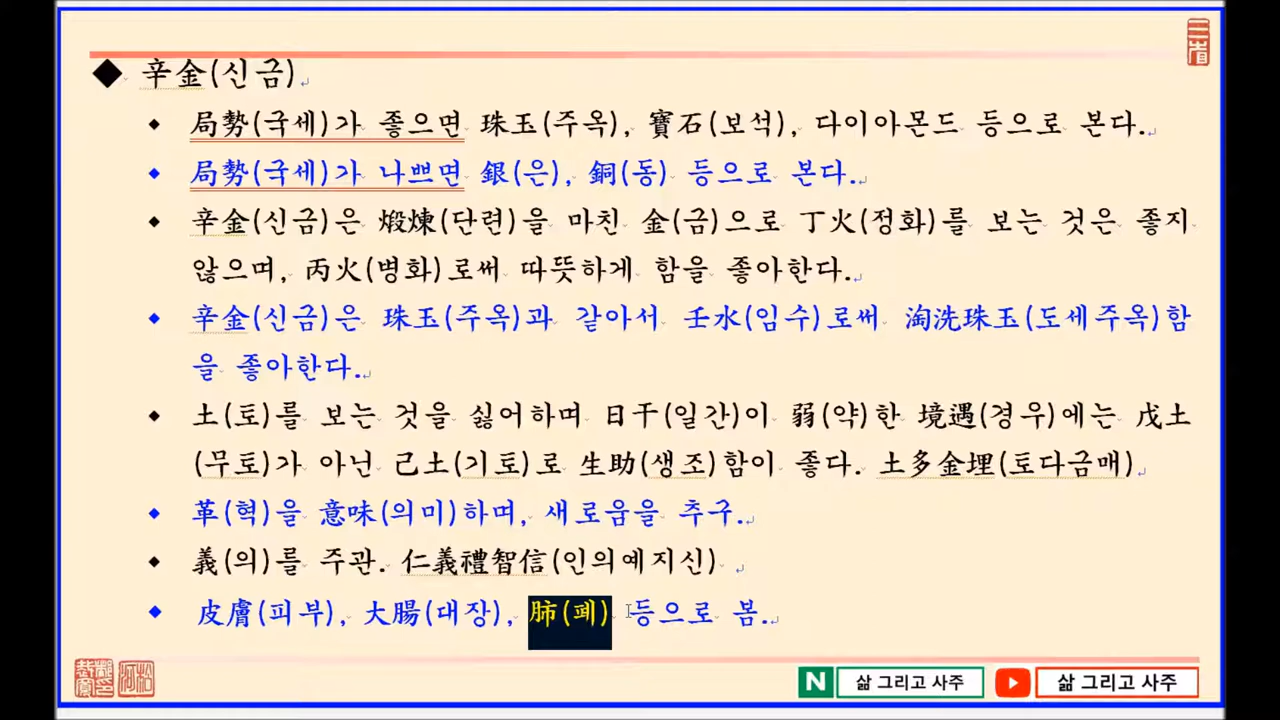 ◆ 辛金(신금)
◆ 局勢(국세)가 좋으면 珠玉(주옥), 寶石(보석), 다이아몬드 등으로 본다.
◆ 局勢(국세)가 나쁘면 銀(은), 銅(동) 등으로 본다.
◆ 辛金(신금)은 煅煉(단련)을 마친 金(금)으로 丁火(정화)를 보는 것은 좋지
않으며, 丙火(병화)로써 따뜻하게 함을 좋아한다.
◆ 辛金(신금)은 珠玉(주옥)과 같아서 壬水(임수)로써 淘洗珠玉(도세주옥)함
을 좋아한다.
◆ 土(토)를 보는 것을 싫어하며 日干(일간)이 弱(약)한 境遇(경우)에는 戊土
(무토)가 아닌 己土(기토)로 生助(생조)함이 좋다. 土多金埋(토다금매)
◆ 革(혁)을 意味(의미)하며, 새로움을 추구.
◆ 義(의)를 주관. 仁義禮智信(인의예지신)
◆ 皮膚(피부), 大腸(대장), 肺(폐) 등으로 봄.
N 삶 그리고 사주 삶 그리고 사주